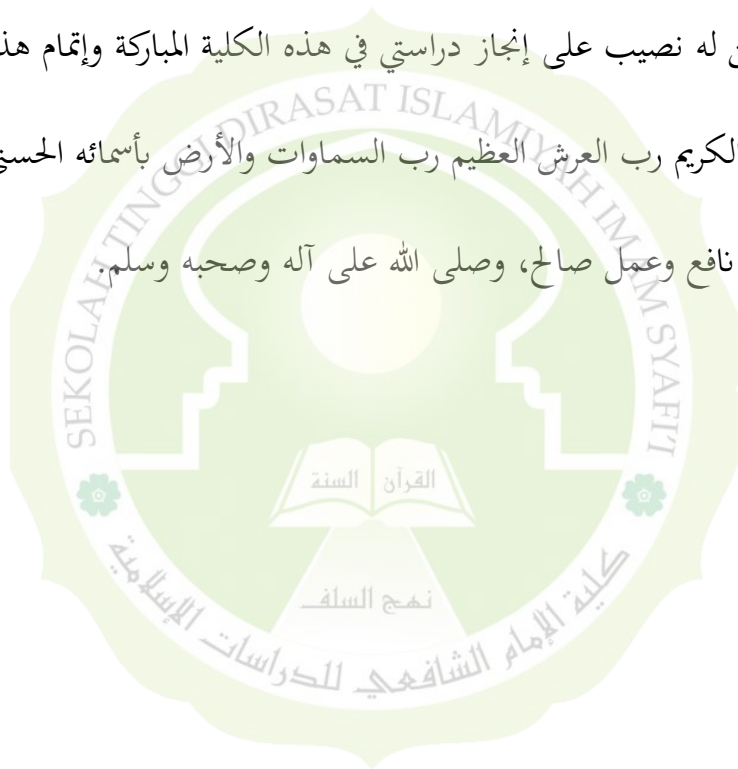 له نصيب على إنجاز دراستي في هذه الكلية المباركة وإتمام
الكريم رب العرش العظيم رب السماوات والأرض بأسمائه
نافع وعمل صالح، وصلى الله على آله وصحبه وسلم.
SEKOLAH TINGGI DIRASAT ISLAMIYAH IMAM SYAFI'I
القرآن السنة
نهج السلف
كلية الإمام الشافعي للدراسات الإسلامية